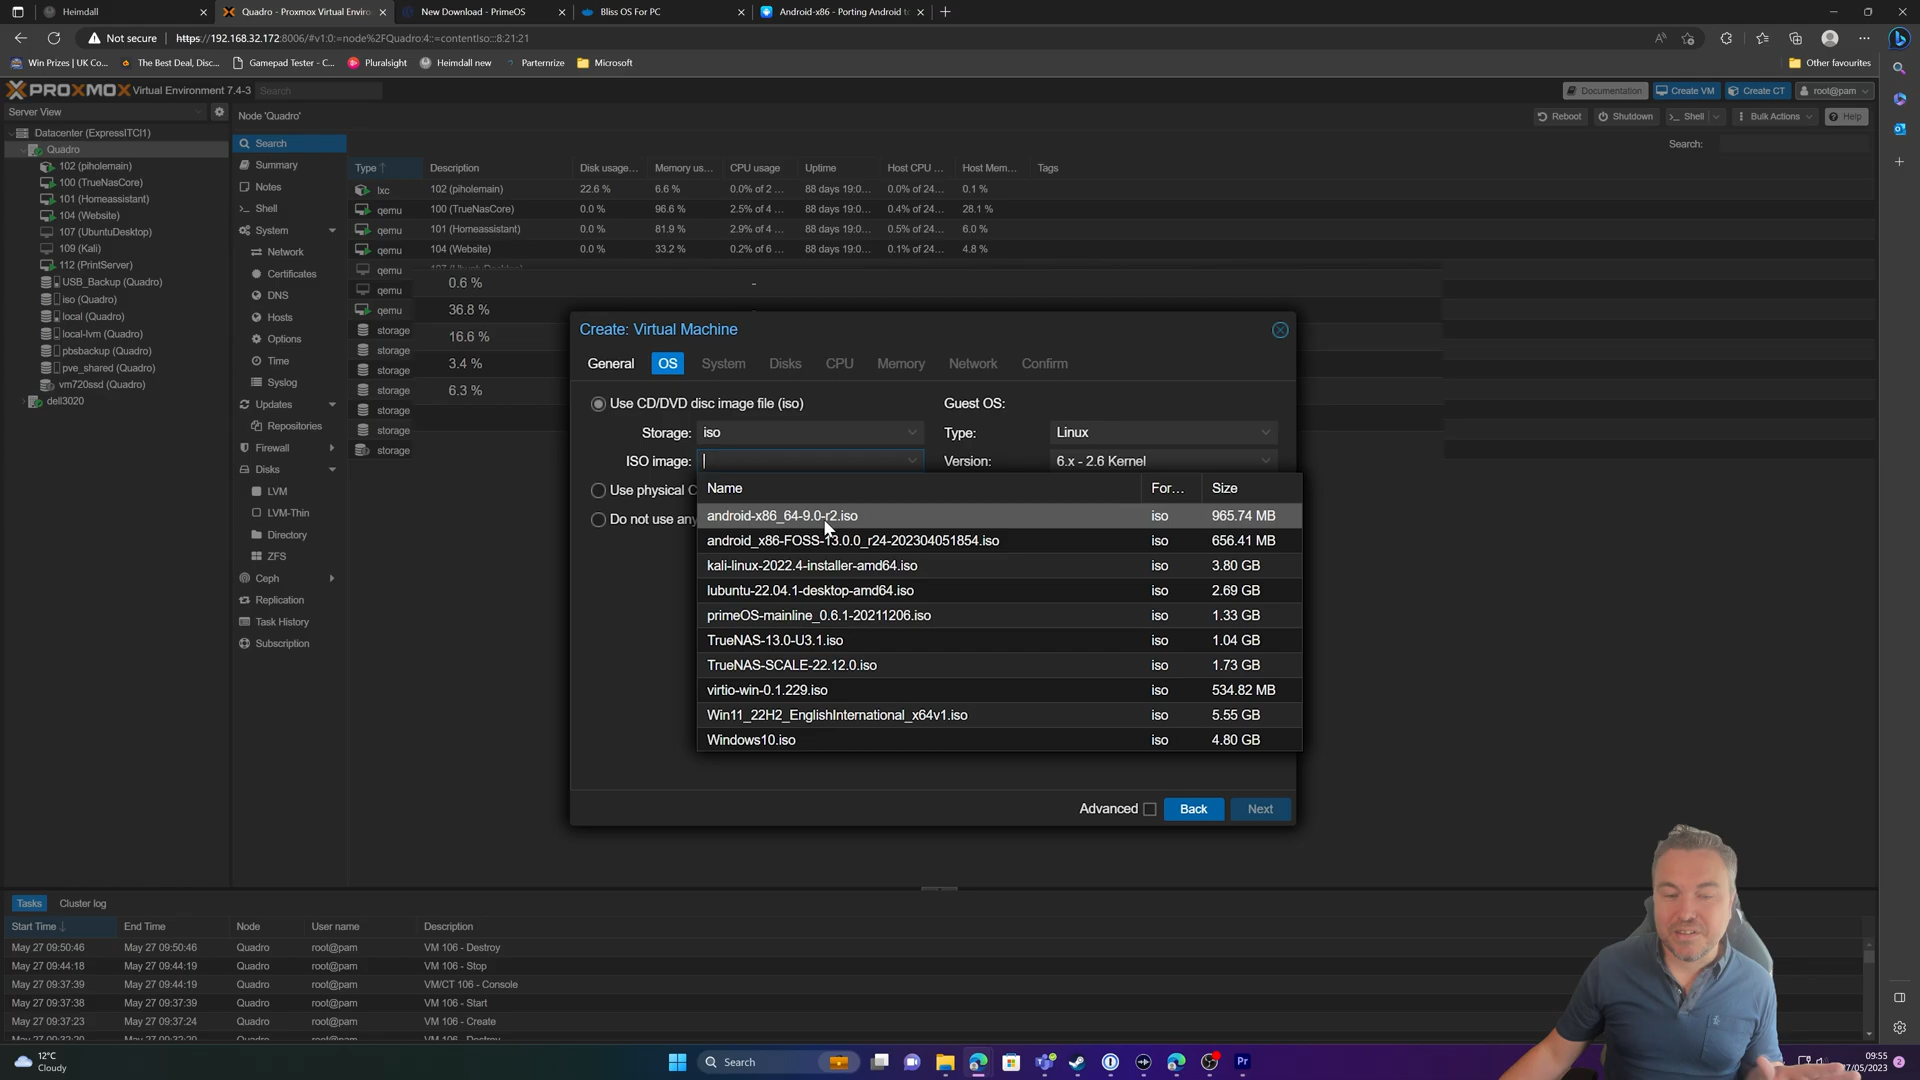 Heimdall
Quadro - Proxmox Virtual Enviro
New Download - PrimeOS
Bliss OS For PC
Android-x86 - Porting Android t
Not secure
https://192.168.32.172:8006/#v1:0:=node%2FQuadro:4::=contentIso:::8:21:21
Win Prizes | UK Co...
The Best Deal, Disc...
Gamepad Tester - C...
Pluralsight
Heimdall new
Parternrize
Microsoft
Other favourites
PROXMOX Virtual Environment 7.4-3
Search
Documentation
Create VM
Create CT
root@pam
Server View
Node 'Quadro'
Reboot
Shutdown
Shell
Bulk Actions
Help
Datacenter (ExpressITCl1)
Quadro
102 (piholemain)
100 (TrueNasCore)
101 (Homeassistant)
104 (Website)
107 (UbuntuDesktop)
109 (Kali)
112 (PrintServer)
USB_Backup (Quadro)
iso (Quadro)
local (Quadro)
local-lvm (Quadro)
pbsbackup (Quadro)
pve_shared (Quadro)
vm720ssd (Quadro)
dell3020
Search
Summary
Notes
Shell
System
Network
Certificates
DNS
Hosts
Options
Time
Syslog
Updates
Repositories
Firewall
Disks
LVM
LVM-Thin
Directory
ZFS
Ceph
Replication
Task History
Subscription
Search:
Type Description Disk usage... Memory us... CPU usage Uptime Host CPU ... Host Mem... Tags
lxc 102 (piholemain) 22.6 % 6.6 % 0.0% of 2 ... 88 days 19:0... 0.0% of 24... 0.1 %
qemu 100 (TrueNasCore) 0.0 % 96.6 % 2.5% of 4 ... 88 days 19:0... 0.4% of 24... 28.1 %
qemu 101 (Homeassistant) 0.0 % 81.9 % 2.9% of 4 ... 88 days 19:0... 0.5% of 24... 6.0 %
qemu 104 (Website) 0.0 % 33.2 % 0.2% of 6 ... 88 days 19:0... 0.1% of 24... 4.8 %
qemu
0.6 % -
qemu
qemu
36.8 %
storage
16.6 %
storage
3.4 %
storage
6.3 %
storage
storage
storage
storage
Create: Virtual Machine
General OS System Disks CPU Memory Network Confirm
Use CD/DVD disc image file (iso)
Guest OS:
Storage: iso
Type: Linux
ISO image:
Version: 6.x - 2.6 Kernel
Use physical C
Do not use any
Name For... Size
android-x86_64-9.0-r2.iso iso 965.74 MB
android_x86-FOSS-13.0.0_r24-202304051854.iso iso 656.41 MB
kali-linux-2022.4-installer-amd64.iso iso 3.80 GB
lubuntu-22.04.1-desktop-amd64.iso iso 2.69 GB
primeOS-mainline_0.6.1-20211206.iso iso 1.33 GB
TrueNAS-13.0-U3.1.iso iso 1.04 GB
TrueNAS-SCALE-22.12.0.iso iso 1.73 GB
virtio-win-0.1.229.iso iso 534.82 MB
Win11_22H2_EnglishInternational_x64v1.iso iso 5.55 GB
Windows10.iso iso 4.80 GB
Advanced
Back
Next
Tasks Cluster log
Start Time End Time Node User name Description
May 27 09:50:46 May 27 09:50:46 Quadro root@pam VM 106 - Destroy
May 27 09:44:18 May 27 09:44:19 Quadro root@pam VM 106 - Stop
May 27 09:37:39 May 27 09:44:19 Quadro root@pam VM/CT 106 - Console
May 27 09:37:38 May 27 09:37:39 Quadro root@pam VM 106 - Start
May 27 09:37:23 May 27 09:37:24 Quadro root@pam VM 106 - Create
12°C
Cloudy
Search
Pr
09:55
7/05/2023
2